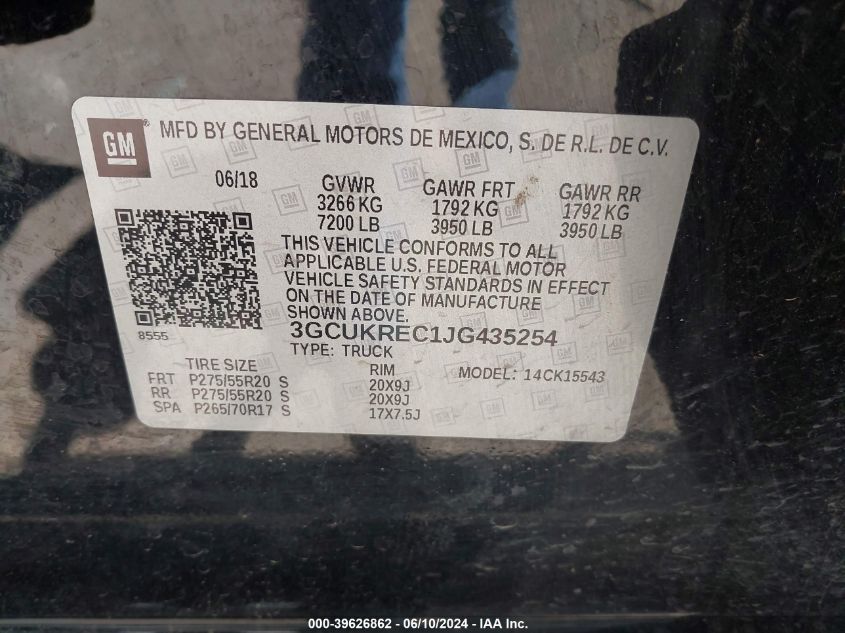 GM® MFD BY GENERAL MOTORS DE MEXICO, S. DE R.L. DE C.V.
06/18 GVWR GAWR FRT GAWR RR
3266 KG 1792 KG 1792 KG
7200 LB 3950 LB 3950 LB
THIS VEHICLE CONFORMS TO ALL
APPLICABLE U.S. FEDERAL MOTOR
VEHICLE SAFETY STANDARDS IN EFFECT
ON THE DATE OF MANUFACTURE
SHOWN ABOVE.
8555
3GCUKREC1JG435254
TYPE: TRUCK
TIRE SIZE RIM MODEL: 14CK15543
FRT P275/55R20 S 20X9J
RR P275/55R20 S 20X9J
SPA P265/70R17 S 17X7.5J
000-39626862 - 06/10/2024 - IAA Inc.